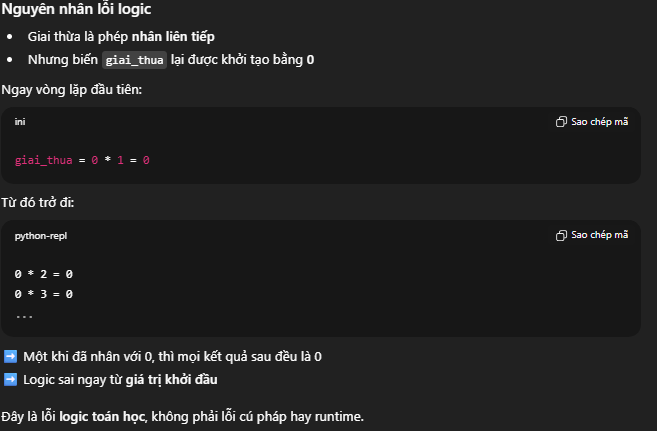 Nguyên nhân lỗi logic
• Giai thừa là phép nhân liên tiếp
• Nhưng biến giai_thua lại được khởi tạo bằng 0
Ngay vòng lặp đầu tiên:
ini
Sao chép mã
giai_thua = 0 * 1 = 0
Từ đó trở đi:
python-repl
Sao chép mã
0 * 2 = 0
0 * 3 = 0
...
➡️ Một khi đã nhân với 0, thì mọi kết quả sau đều là 0
➡️ Logic sai ngay từ giá trị khởi đầu
Đây là lỗi logic toán học, không phải lỗi cú pháp hay runtime.